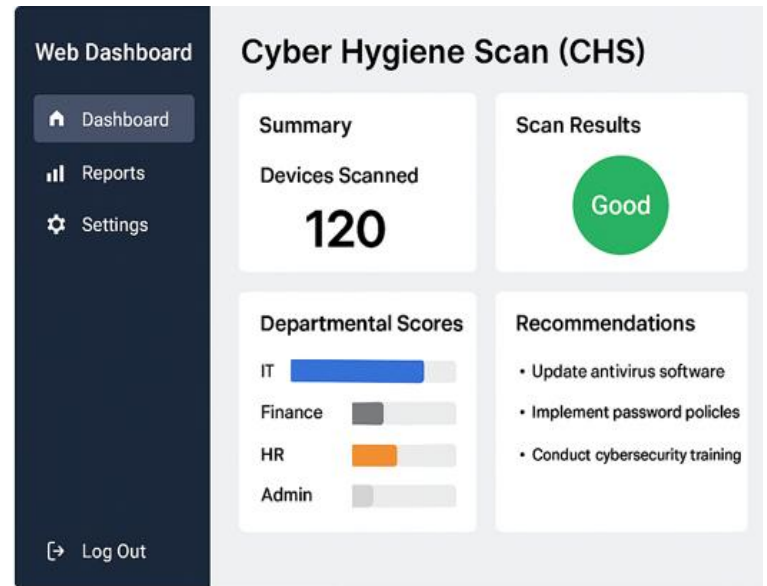 Web Dashboard
Dashboard
Reports
Settings
Log Out
Cyber Hygiene Scan (CHS)
Summary
Devices Scanned
120
Scan Results
Good
Departmental Scores
IT
Finance
HR
Admin
Recommendations
• Update antivirus software
• Implement password policies
• Conduct cybersecurity training